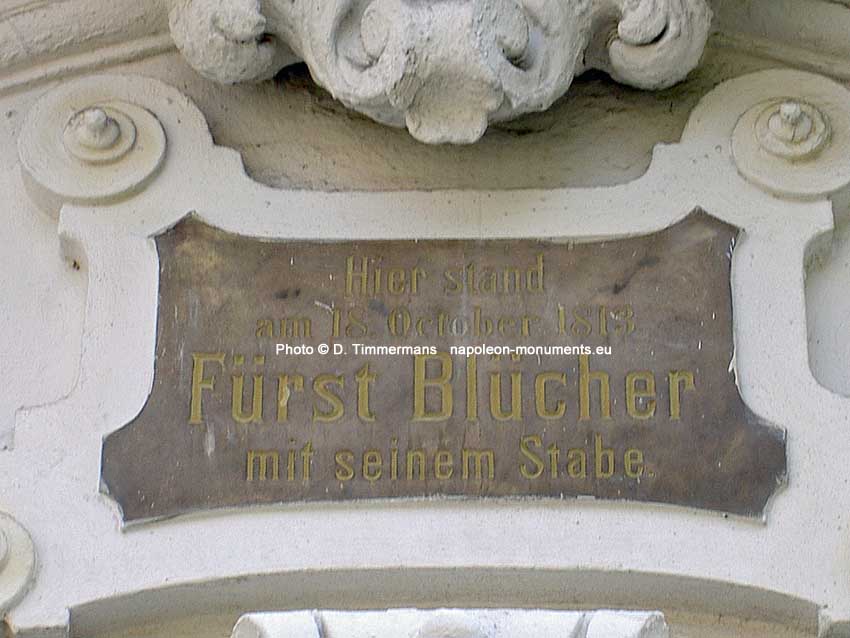 Hier stand
am 18. October 1813
Photo © D. Timmermans napoleon-monuments.eu
Fürst Blücher
mit seinem Stabe.